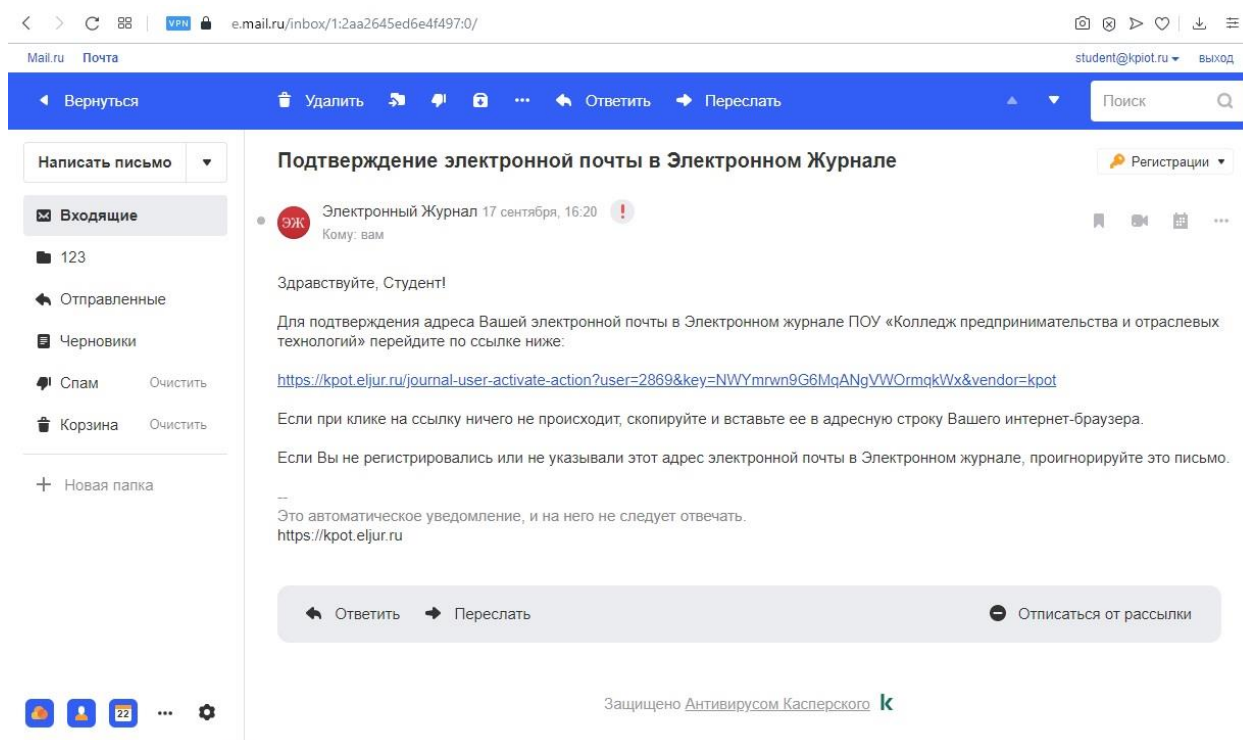 VPN e.mail.ru/inbox/1:2aa2645ed6e4f497:0/
Mail.ru Почта student@kpiot.ru выход
Вернуться Удалить Ответить Переслать Поиск
Написать письмо
Подтверждение электронной почты в Электронном Журнале
Регистрации
Входящие
123
Отправленные
Черновики
Спам Очистить
Корзина Очистить
Новая папка
ЭЖ
Электронный Журнал 17 сентября, 16:20
Кому: вам
Здравствуйте, Студент!
Для подтверждения адреса Вашей электронной почты в Электронном журнале ПОУ «Колледж предпринимательства и отраслевых
технологий» перейдите по ссылке ниже:
https://kpot.eljur.ru/journal-user-activate-action?user=2869&key=NWYmrwn9G6MqANgVWOrmqkWx&vendor=kpot
Если при клике на ссылку ничего не происходит, скопируйте и вставьте ее в адресную строку Вашего интернет-браузера.
Если Вы не регистрировались или не указывали этот адрес электронной почты в Электронном журнале, проигнорируйте это письмо.
--
Это автоматическое уведомление, и на него не следует отвечать.
https://kpot.eljur.ru
Ответить Переслать Отписаться от рассылки
22
Защищено Антивирусом Касперского